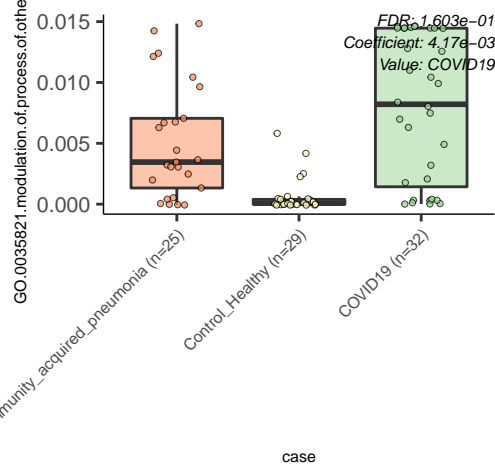 FDR: 1.603e−01
Coefficient: 4.17e−03
Value: COVID19
GO.0035821.modulation.of.process.of.othe
0.015
0.010
0.005
0.000
munity_acquired_pneumonia (n=25)
Control_Healthy (n=29)
COVID19 (n=32)
case